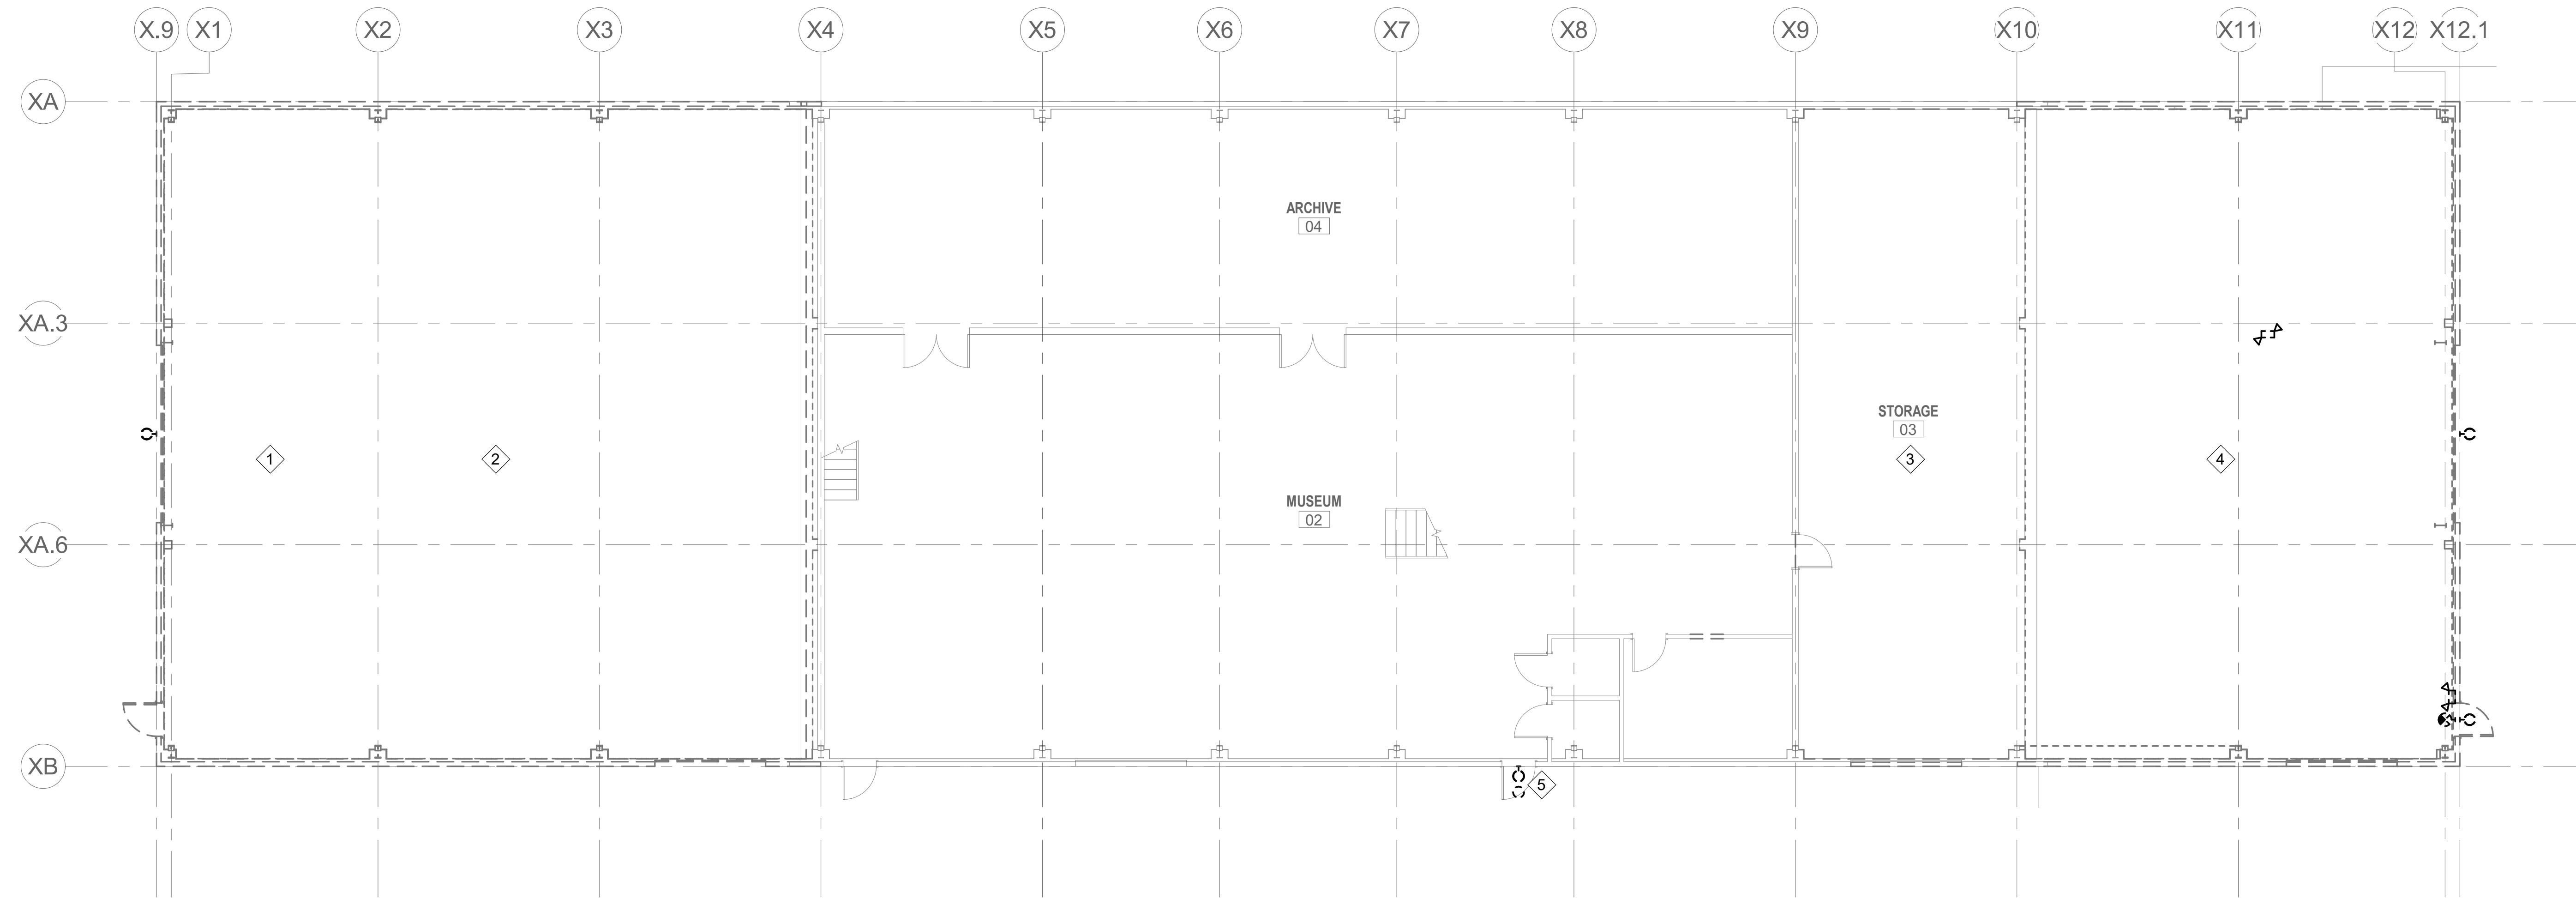 X.9 X1 X2 X3 X4 X5 X6 X7 X8 X9 X10 X11 X12 X12.1
XA
ARCHIVE
04
XA.3
STORAGE
03
1 2 3 4
MUSEUM
02
XA.6
XB
5